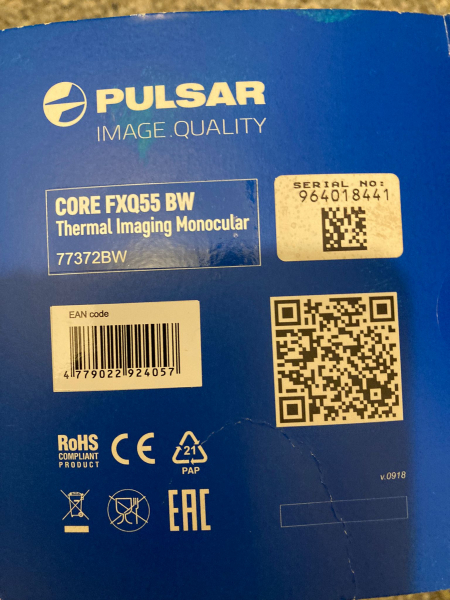 PULSAR
IMAGE.QUALITY
CORE FXQ55 BW
Thermal Imaging Monocular
77372BW
SERIAL NO:
964018441
EAN code
4 779022 924057
RoHS
COMPLIANT
PRODUCT
CE
21
PAP
EAC
v.0918